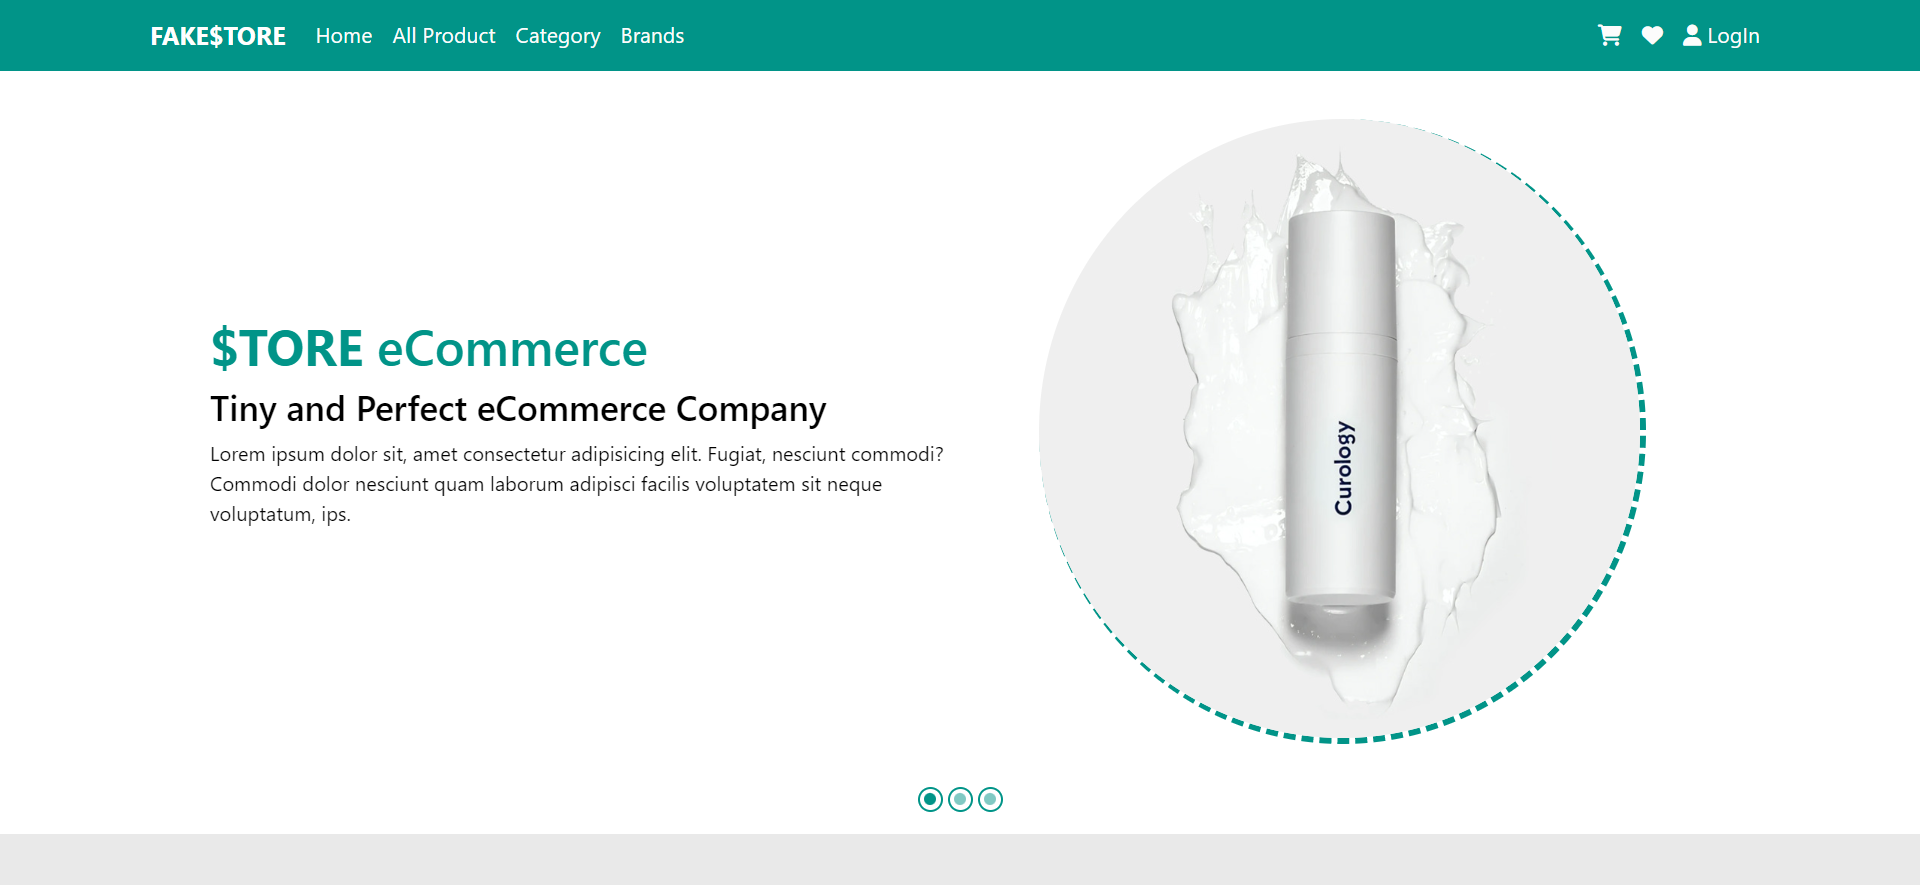 FAKE$TORE Home All Product Category Brands LogIn
$TORE eCommerce
Tiny and Perfect eCommerce Company
Lorem ipsum dolor sit, amet consectetur adipisicing elit. Fugiat, nesciunt commodi?
Commodi dolor nesciunt quam laborum adipisci facilis voluptatem sit neque
voluptatum, ips.
Curology